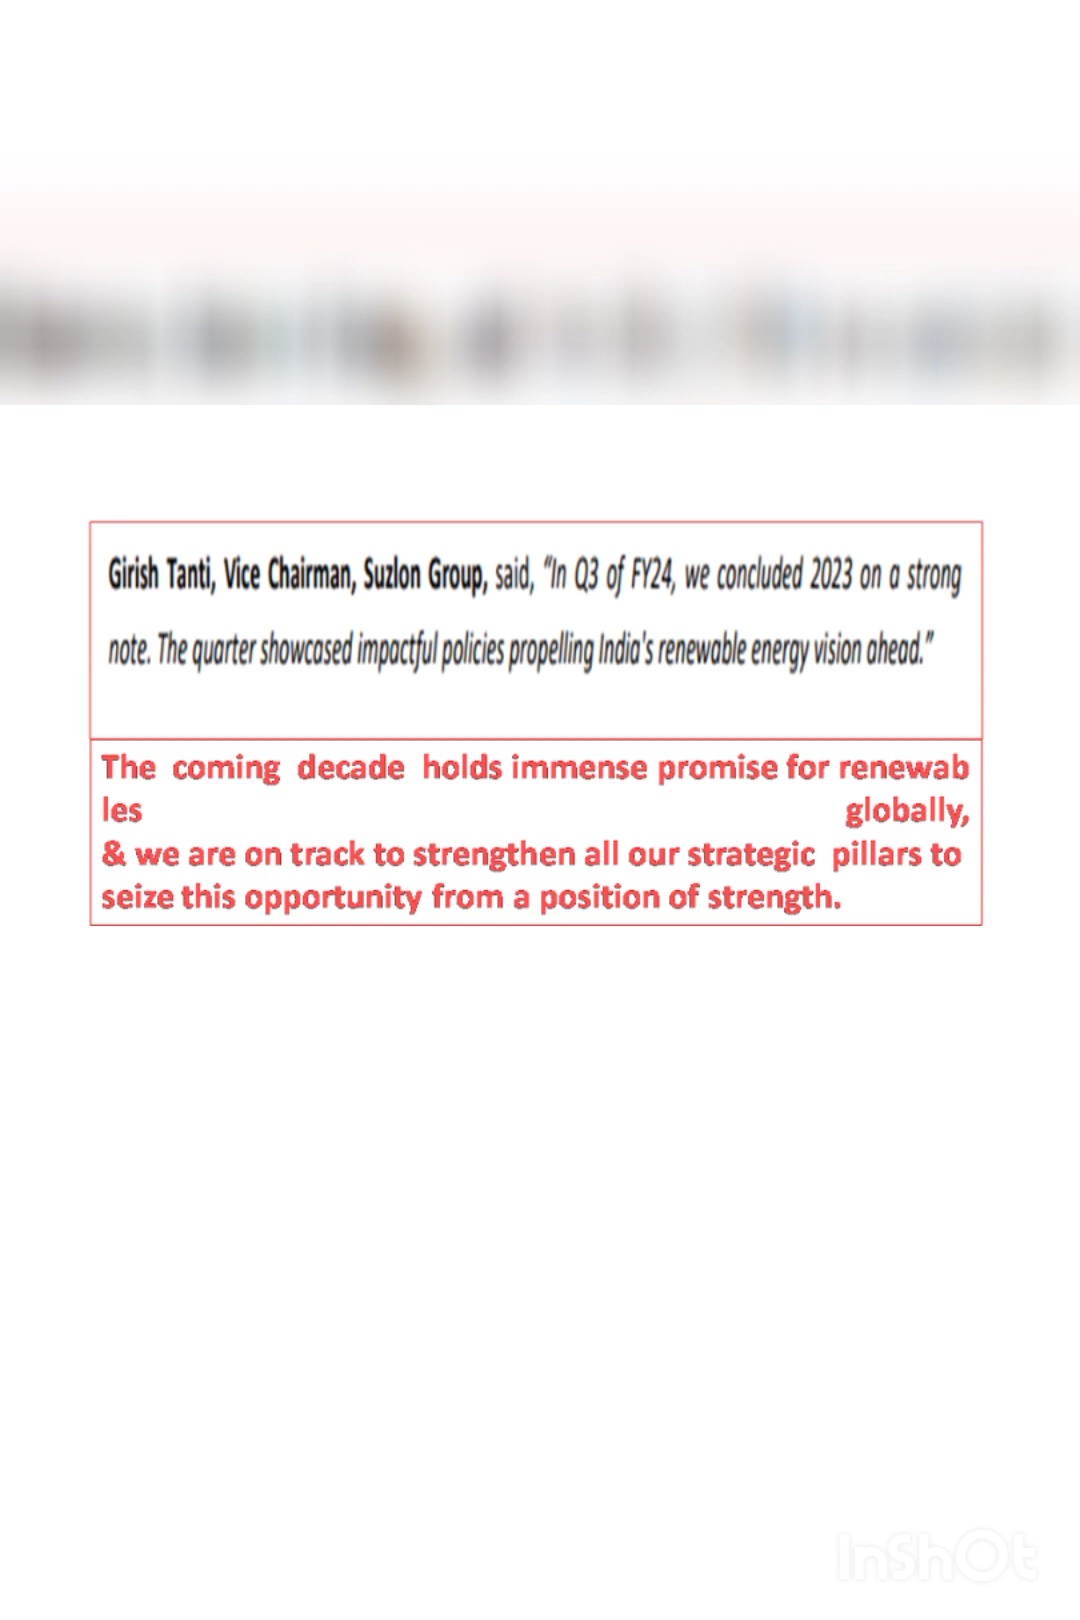 Girish Tanti, Vice Chairman, Suzlon Group, said, “In Q3 of FY24, we concluded 2023 on a strong
note. The quarter showcased impactful policies propelling India's renewable energy vision ahead.”
The coming decade holds immense promise for renewab
les globally,
& we are on track to strengthen all our strategic pillars to
seize this opportunity from a position of strength.
InShOt